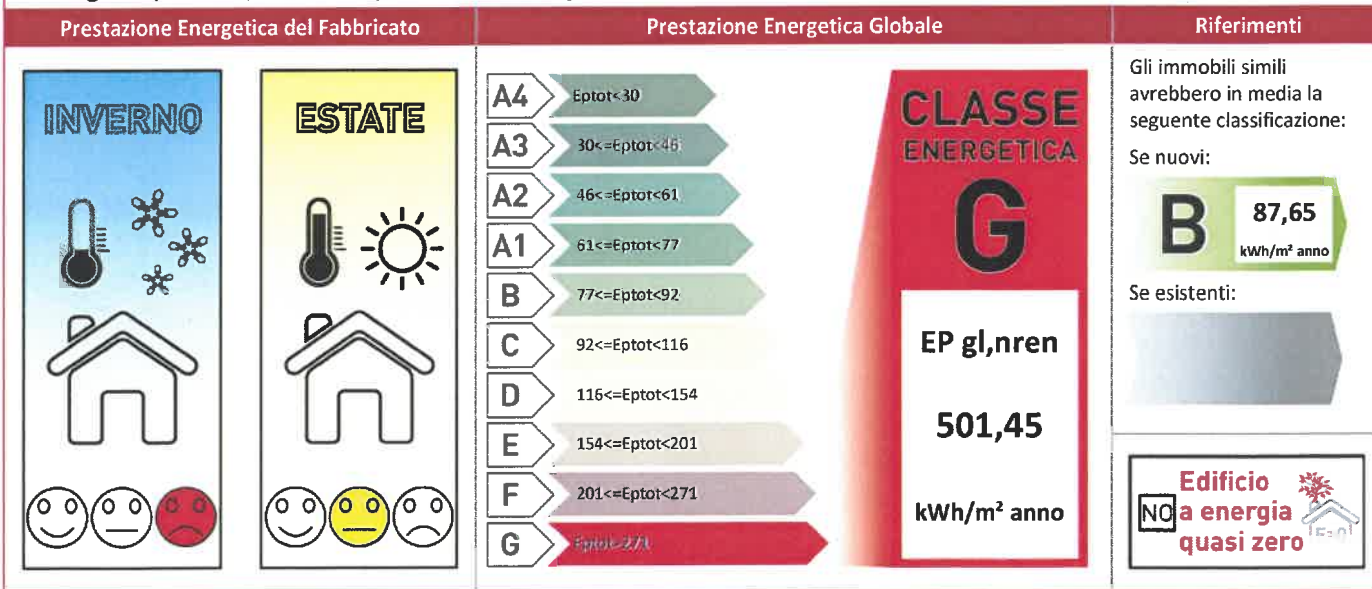 Prestazione Energetica del Fabbricato
Prestazione Energetica Globale
Riferimenti
INVERNO
ESTATE
A4 Eptot<30
A3 30<=Eptot<46
A2 46<=Eptot<61
A1 61<=Eptot<77
B 77<=Eptot<92
C 92<=Eptot<116
D 116<=Eptot<154
E 154<=Eptot<201
F 201<=Eptot<271
G
CLASSE
ENERGETICA
G
EP gl,nren
501,45
kWh/m² anno
Gli immobili simili
avrebbero in media la
seguente classificazione:
Se nuovi:
B 87,65
kWh/m² anno
Se esistenti:
Edificio
NO a energia
quasi zero